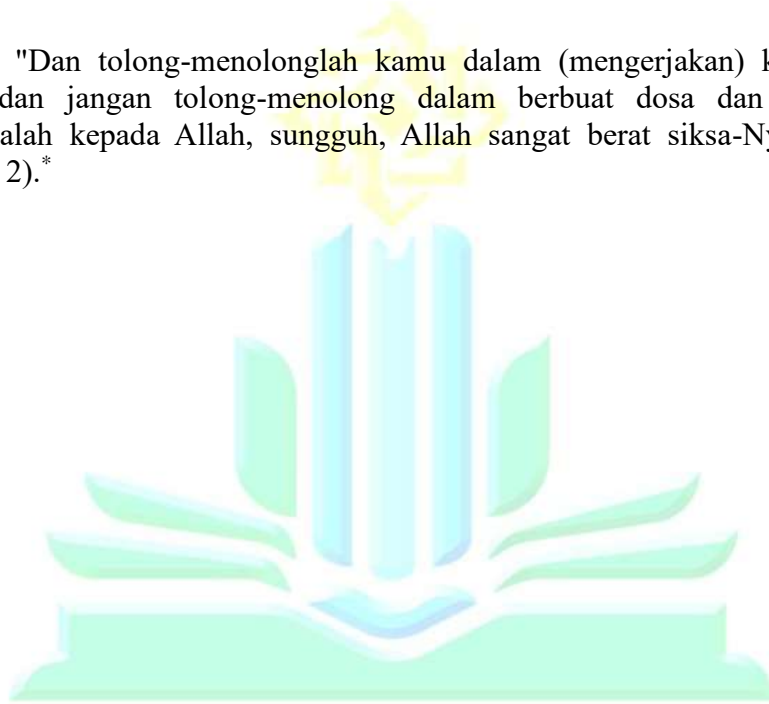 "Dan tolong-menolonglah kamu dalam (mengerjakan) k
dan jangan tolong-menolong dalam berbuat dosa dan
alah kepada Allah, sungguh, Allah sangat berat siksa-Ny
2).*